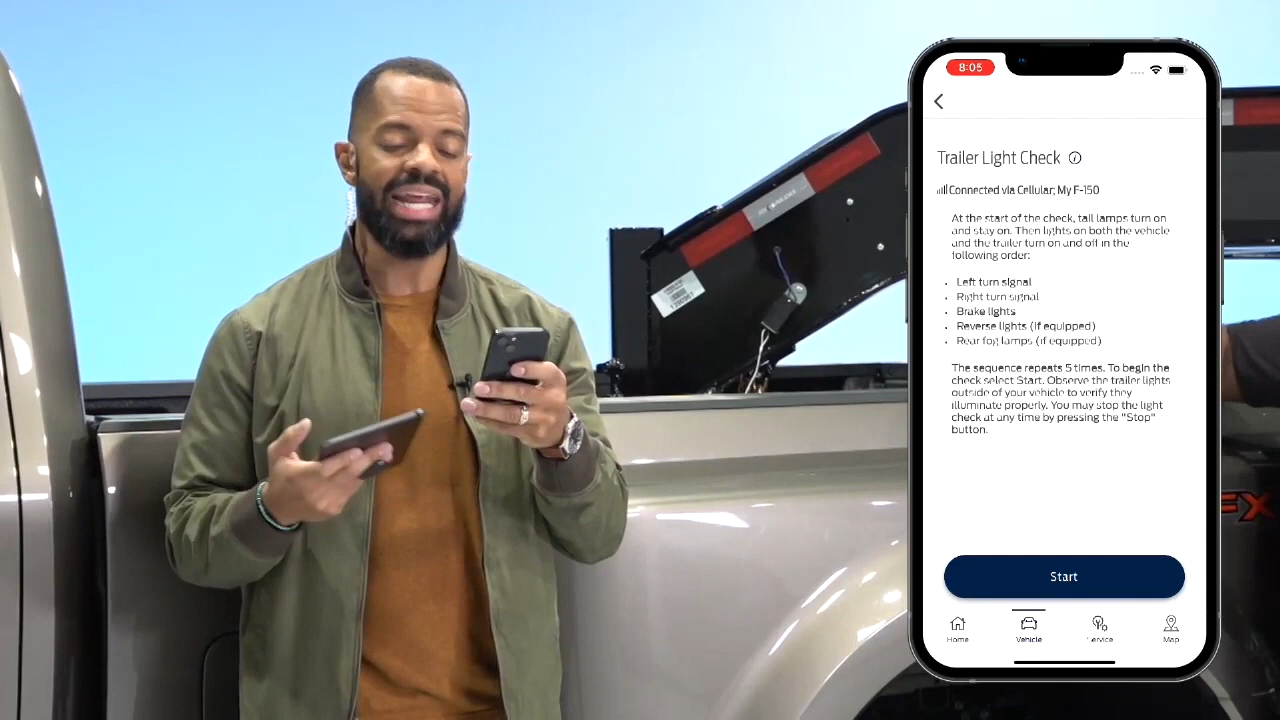 8:05
Trailer Light Check
Connected via Cellular: My F-150
At the start of the check, tail lamps turn on
and stay on. Then lights on both the vehicle
and the trailer turn on and off in the
following order:
• Left turn signal
• Right turn signal
• Brake lights
• Reverse lights (if equipped)
• Rear fog lamps (if equipped)
The sequence repeats 5 times. To begin the
check select Start. Observe the trailer lights
outside of your vehicle to verify they
illuminate properly. You may stop the light
check at any time by pressing the "Stop"
button.
Start
Home
Vehicle
Service
Map
FX